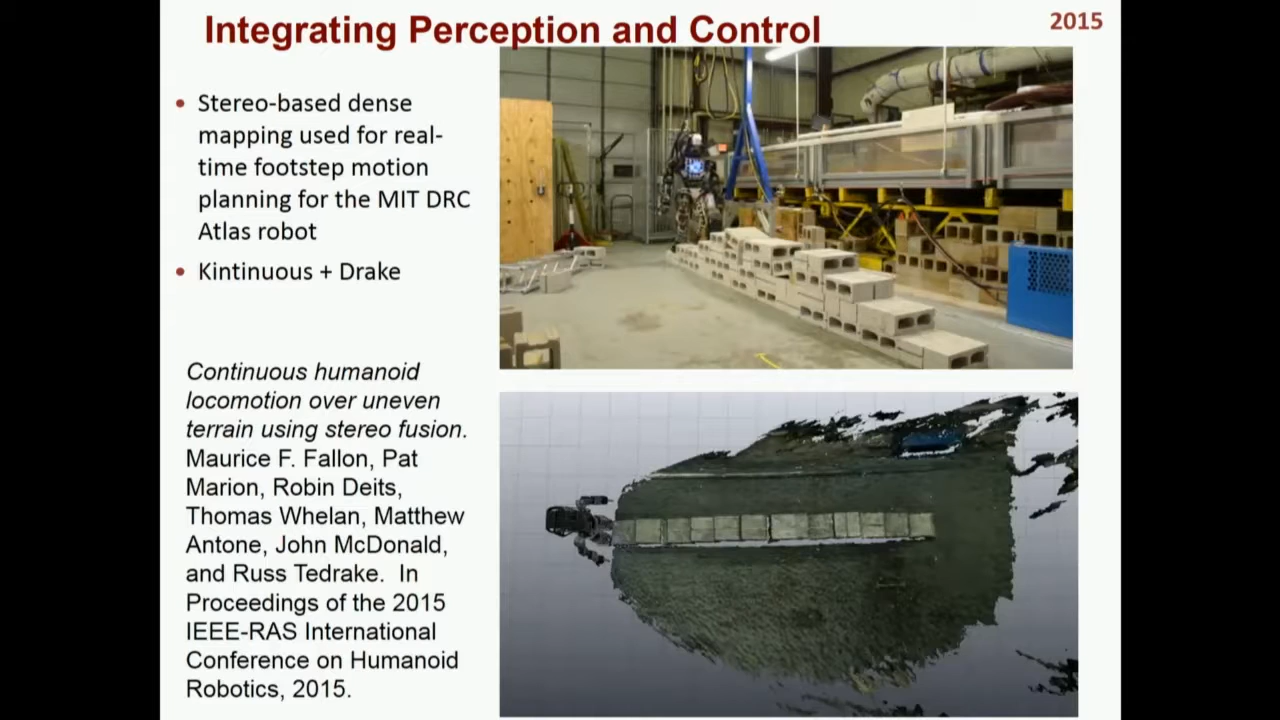 Integrating Perception and Control
2015
• Stereo-based dense
mapping used for real-
time footstep motion
planning for the MIT DRC
Atlas robot
• Kintinuous + Drake
Continuous humanoid
locomotion over uneven
terrain using stereo fusion.
Maurice F. Fallon, Pat
Marion, Robin Deits,
Thomas Whelan, Matthew
Antone, John McDonald,
and Russ Tedrake. In
Proceedings of the 2015
IEEE-RAS International
Conference on Humanoid
Robotics, 2015.